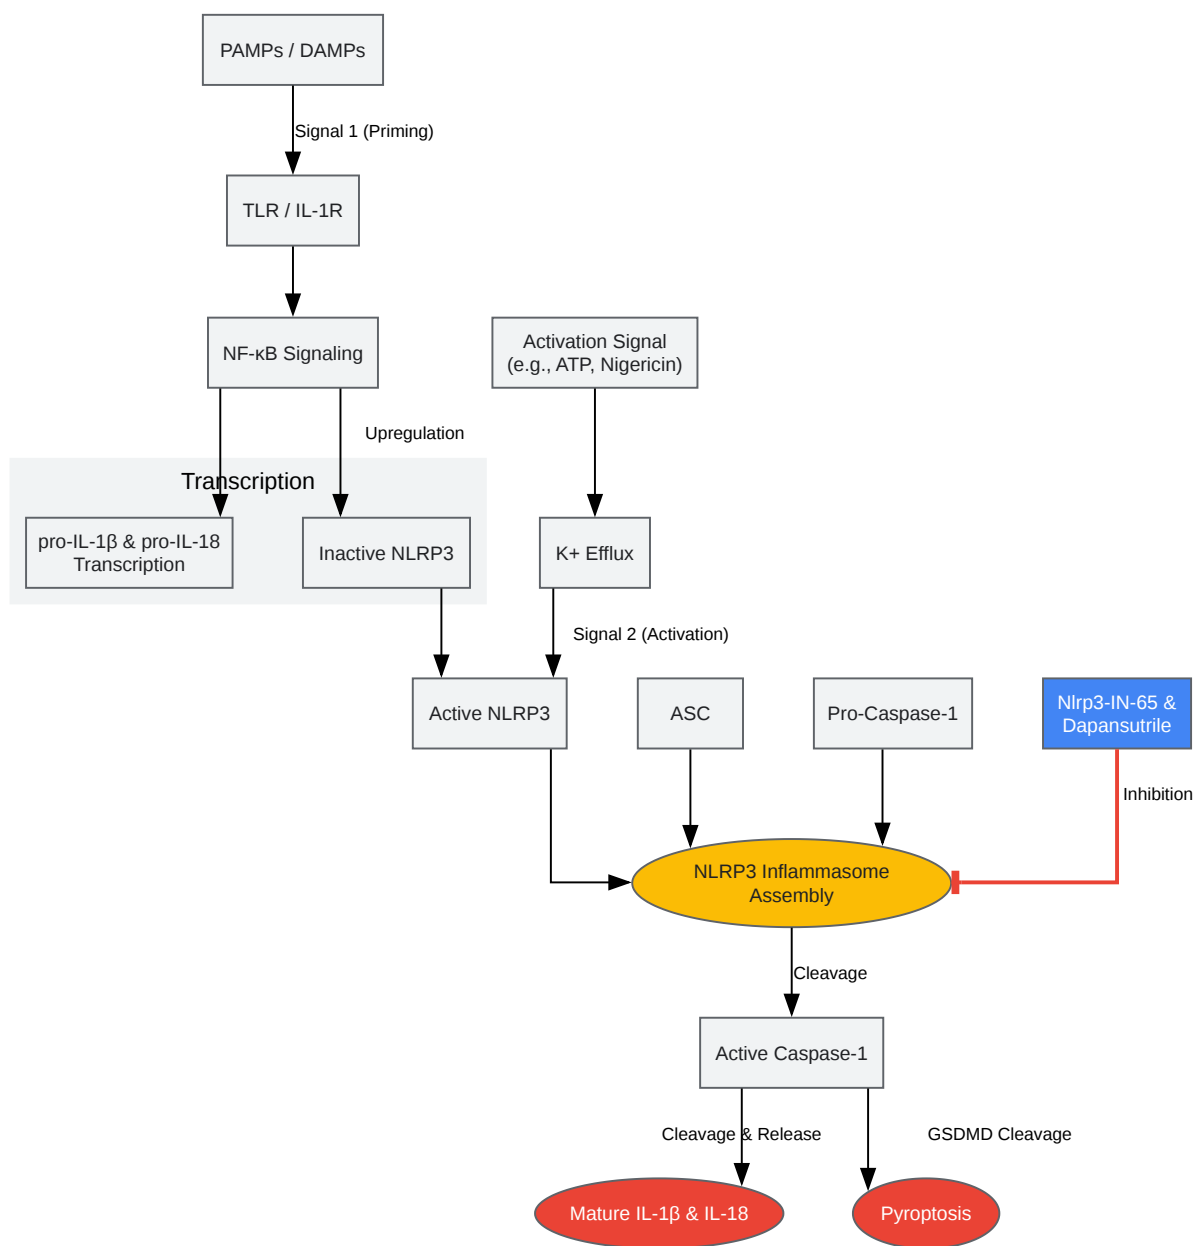 PAMPs / DAMPs
Signal 1 (Priming)
TLR / IL-1R
NF-κB Signaling
Activation Signal
(e.g., ATP, Nigericin)
Upregulation
Transcription
pro-IL-1β & pro-IL-18
Transcription
Inactive NLRP3
K+ Efflux
Signal 2 (Activation)
Active NLRP3
ASC
Pro-Caspase-1
Nlrp3-IN-65 &
Dapansutrile
Inhibition
NLRP3 Inflammasome
Assembly
Cleavage
Active Caspase-1
Cleavage & Release
GSDMD Cleavage
Mature IL-1β & IL-18
Pyroptosis